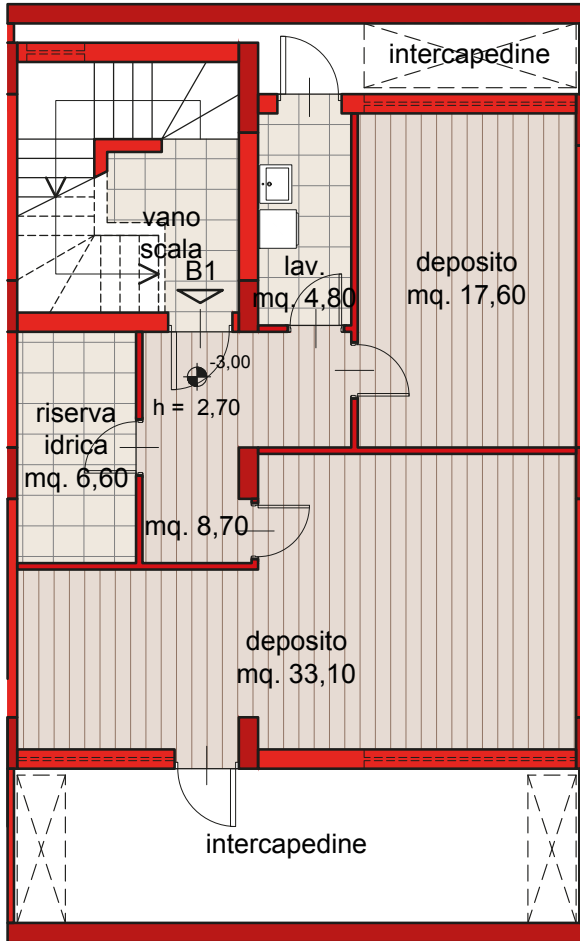 intercapedine
vano
scala
B1
lav.
mq. 4,80
deposito
mq. 17,60
-3,00
h = 2,70
riserva
idrica
mq. 6,60
mq. 8,70
deposito
mq. 33,10
intercapedine